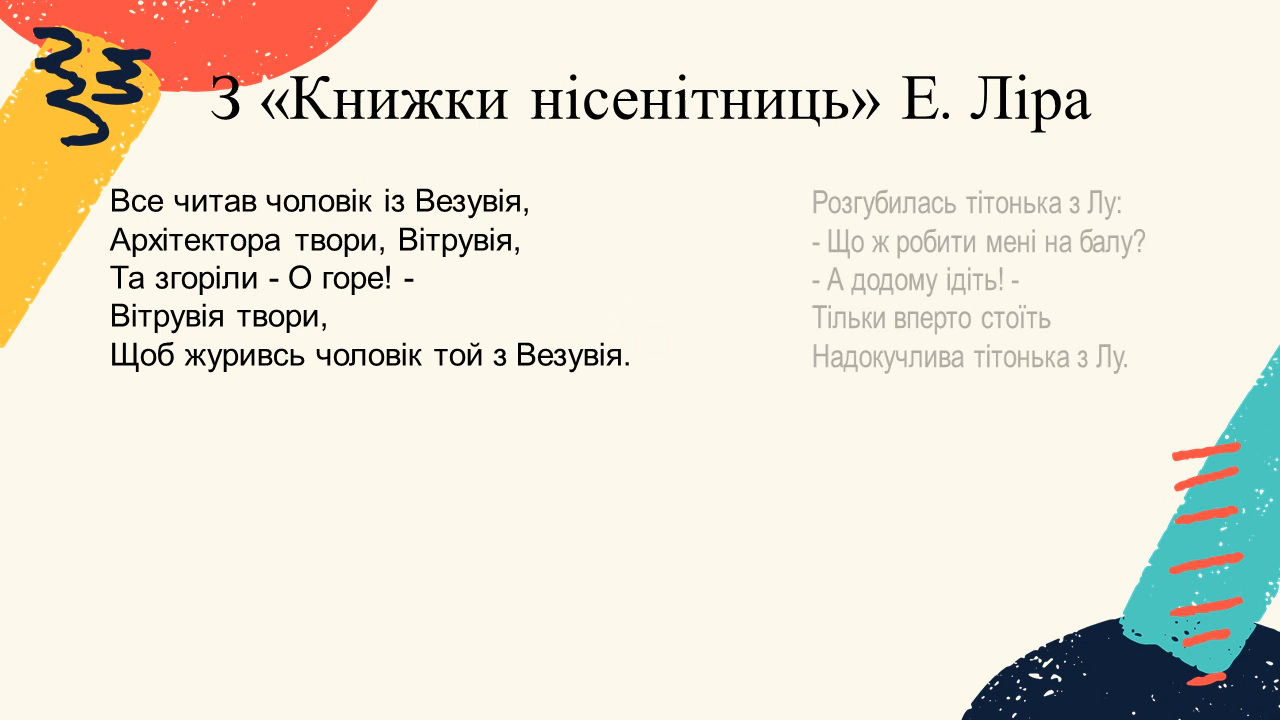 З «Книжки нісенітниць» Е. Ліра
Все читав чоловік із Везувія,
Архітектора твори, Вітрувія,
Та згоріли - О горе! -
Вітрувія твори,
Щоб журивсь чоловік той з Везувія.
Розгубилась тітонька з Лу:
- Що ж робити мені на балу?
- А додому ідіть! -
Тільки вперто стоїть
Надокучлива тітонька з Лу.